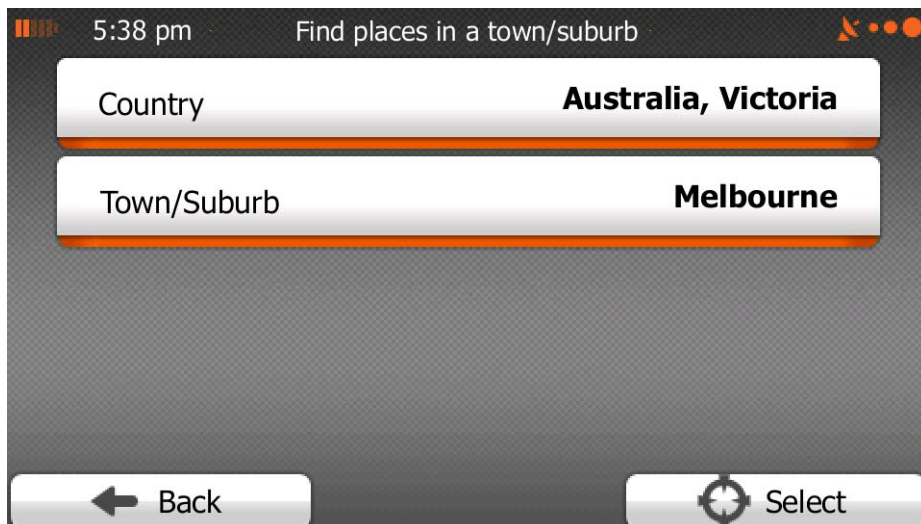 5:38 pm Find places in a town/suburb
Country Australia, Victoria
Town/Suburb Melbourne
Back Select